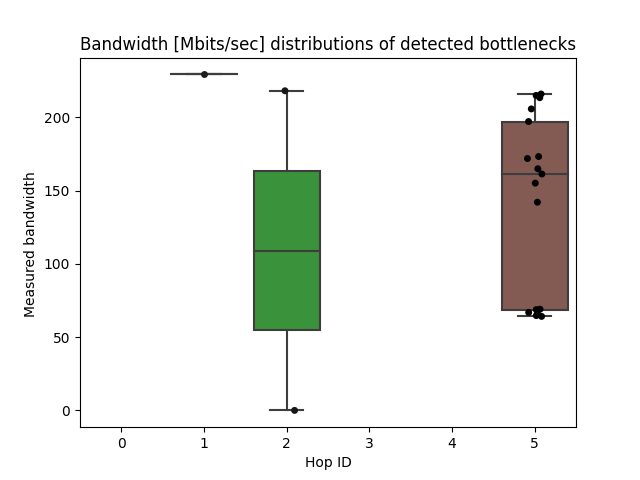 Bandwidth [Mbits/sec] distributions of detected bottlenecks
200
150
100
50
0
Measured bandwidth
0 1 2 3 4 5
Hop ID